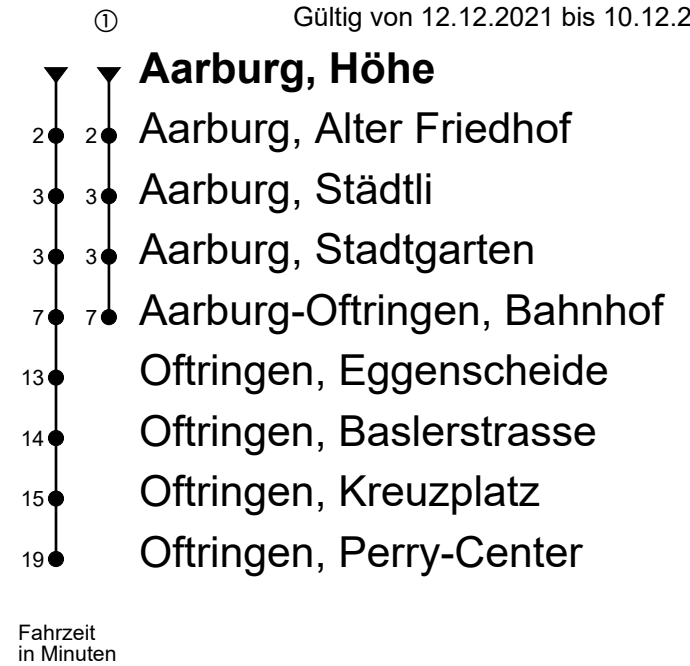 ① Gültig von 12.12.2021 bis 10.12.2
Aarburg, Höhe
2 2 Aarburg, Alter Friedhof
3 3 Aarburg, Städtli
3 3 Aarburg, Stadtgarten
7 7 Aarburg-Oftringen, Bahnhof
13 Oftringen, Eggenscheide
14 Oftringen, Baslerstrasse
15 Oftringen, Kreuzplatz
19 Oftringen, Perry-Center
Fahrzeit
in Minuten